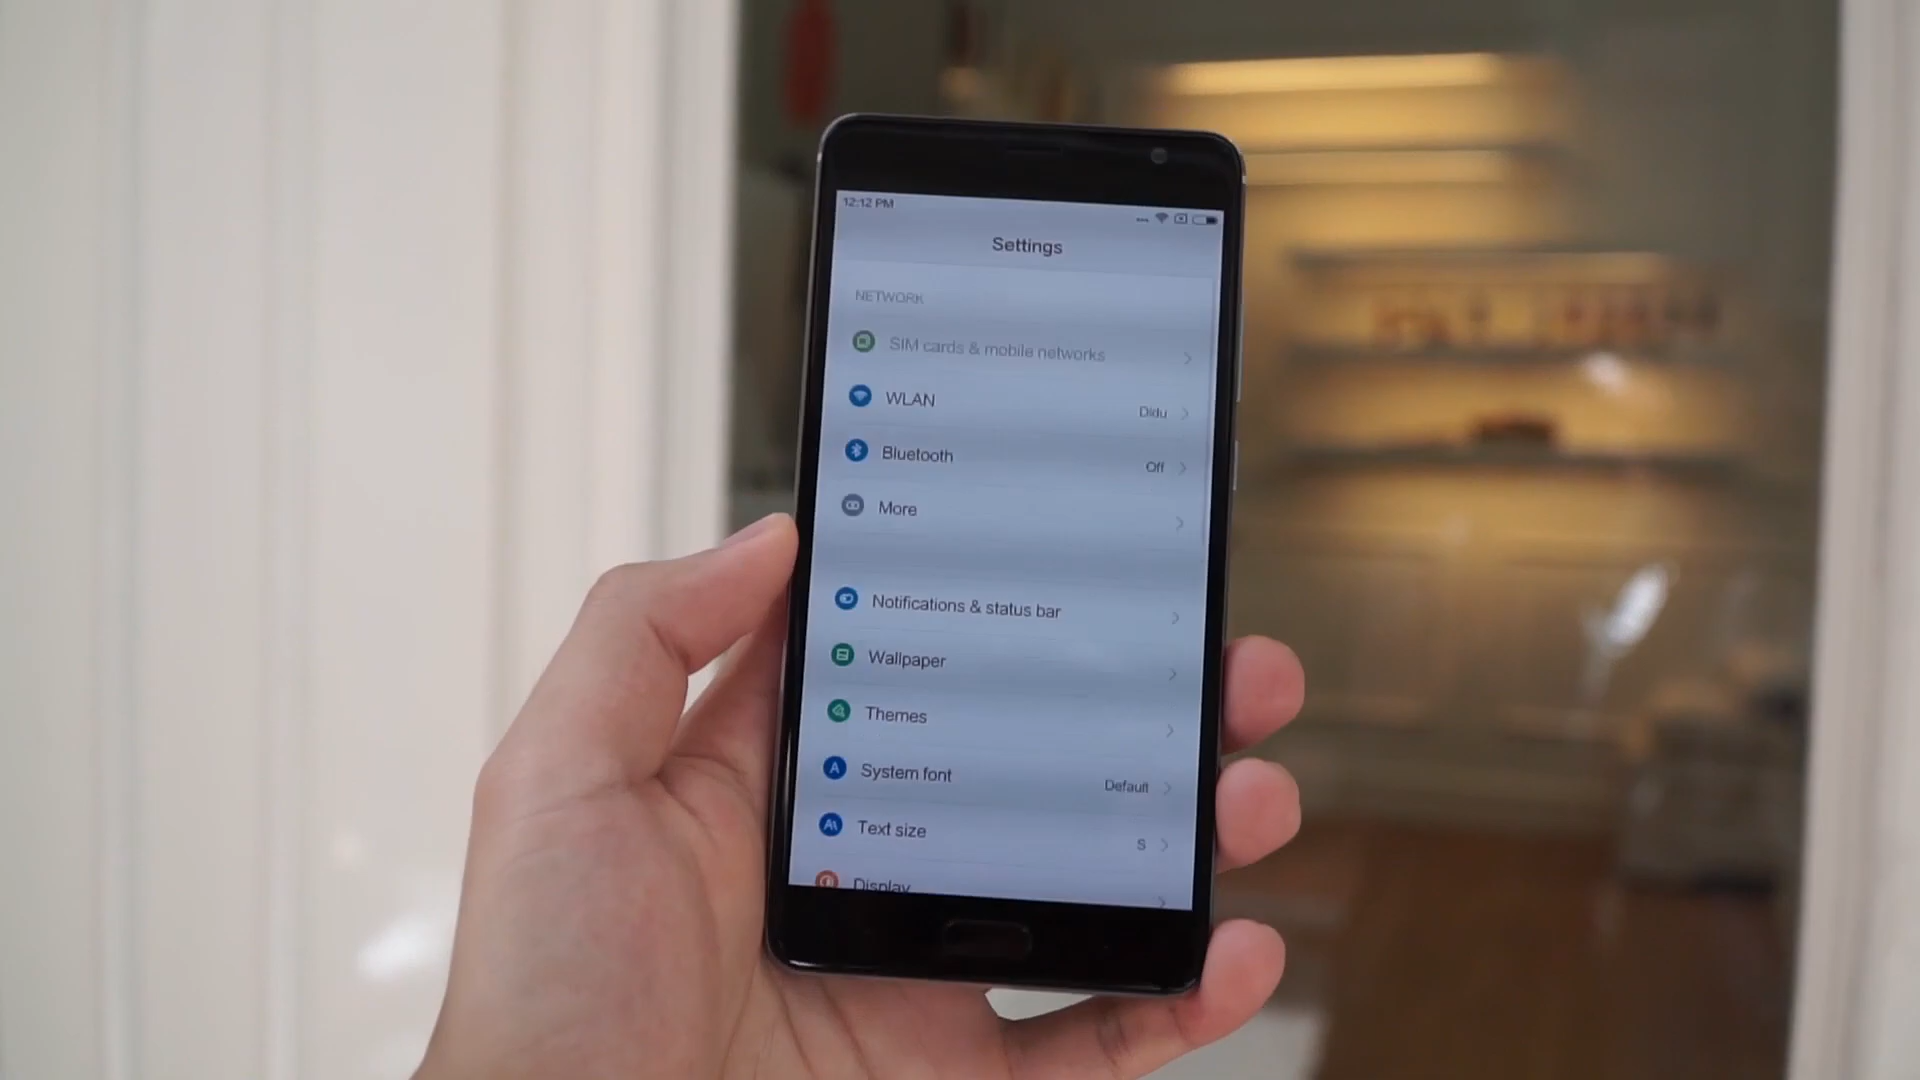 12:12 PM
Settings
NETWORK
SIM cards & mobile networks
WLAN Didu
Bluetooth Off
More
Notifications & status bar
Wallpaper
Themes
System font Default
Text size S
Display